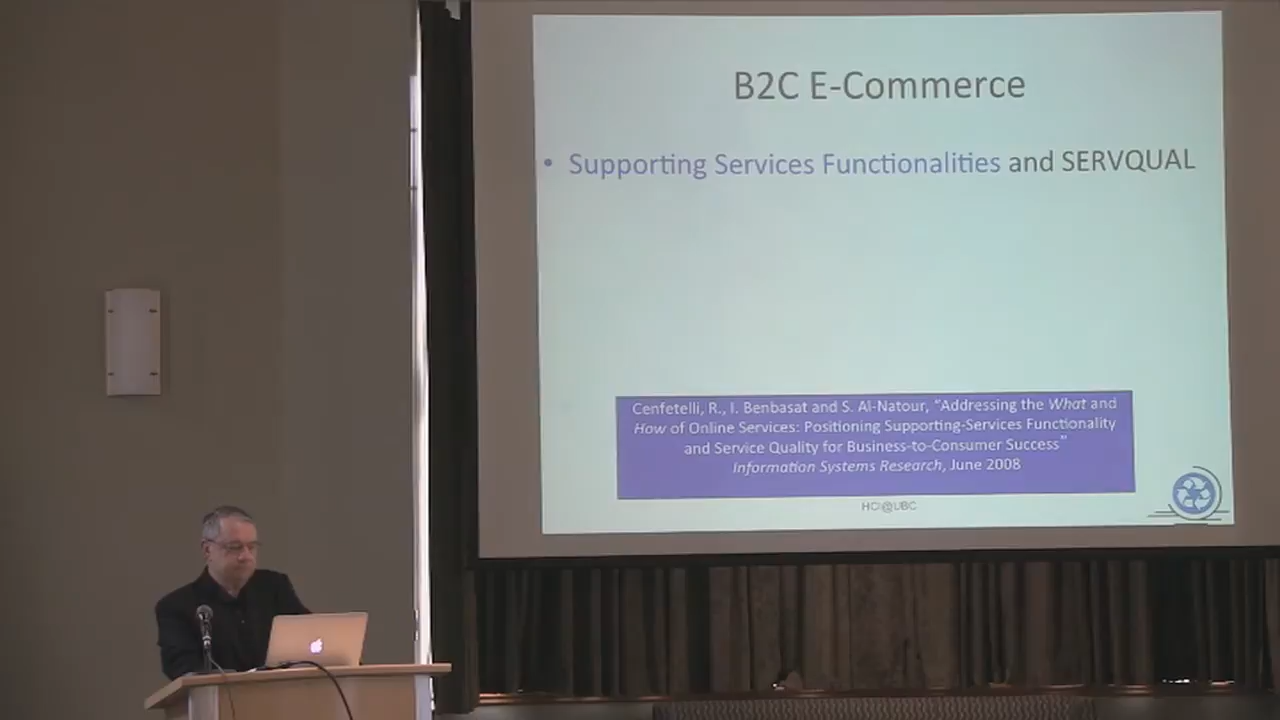 B2C E-Commerce
• Supporting Services Functionalities and SERVQUAL
Cenfetelli, R., I. Benbasat and S. Al-Natour, “Addressing the What and
How of Online Services: Positioning Supporting-Services Functionality
and Service Quality for Business-to-Consumer Success”
Information Systems Research, June 2008
HCI@UBC